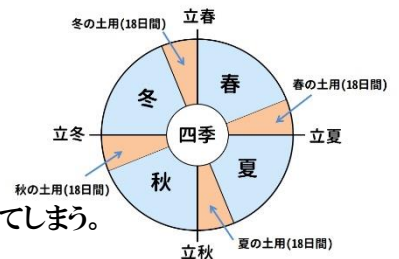 立春
冬の土用(18日間)
冬
春
春の土用(18日間)
立冬
四季
立夏
秋の土用(18日間)
秋
夏
てしまう。
夏の土用(18日間)
立秋